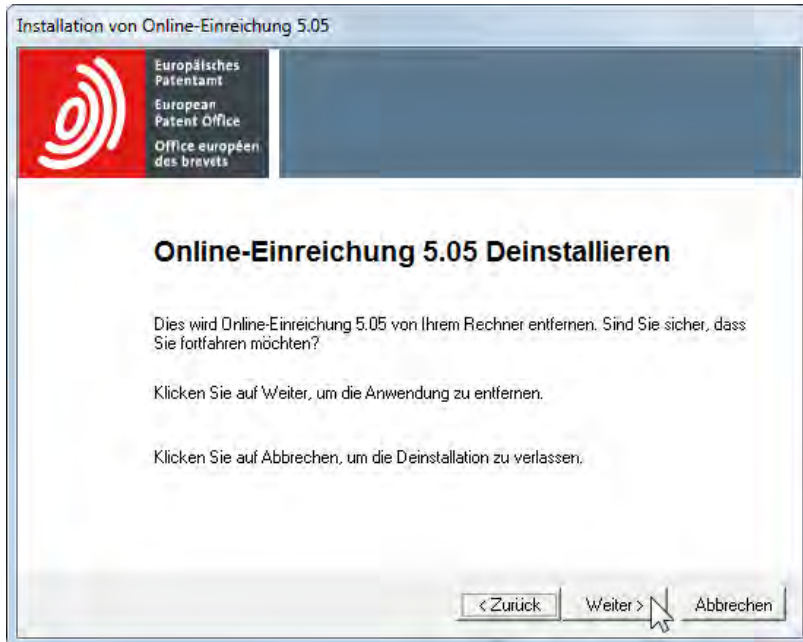 Installation von Online-Einreichung 5.05
Europäisches
Patentamt
European
Patent Office
Office européen
des brevets
Online-Einreichung 5.05 Deinstallieren
Dies wird Online-Einreichung 5.05 von Ihrem Rechner entfernen. Sind Sie sicher, dass
Sie fortfahren möchten?
Klicken Sie auf Weiter, um die Anwendung zu entfernen.
Klicken Sie auf Abbrechen, um die Deinstallation zu verlassen.
< Zurück Weiter > Abbrechen